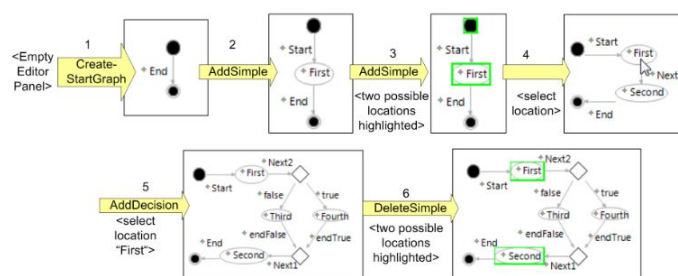 1
2
3
4
<Empty Editor Panel>
Create-StartGraph
End
AddSimple
Start
First
End
AddSimple
<two possible locations highlighted>
Start
First
End
<select location>
Start
First
Next
Second
End
5
AddDecision
<select location "First">
Start
First
Next2
false
true
Third
Fourth
endFalse
endTrue
Second
Next1
End
6
DeleteSimple
<two possible locations highlighted>
Start
First
Next2
false
true
Third
Fourth
endFalse
endTrue
Second
Next1
End